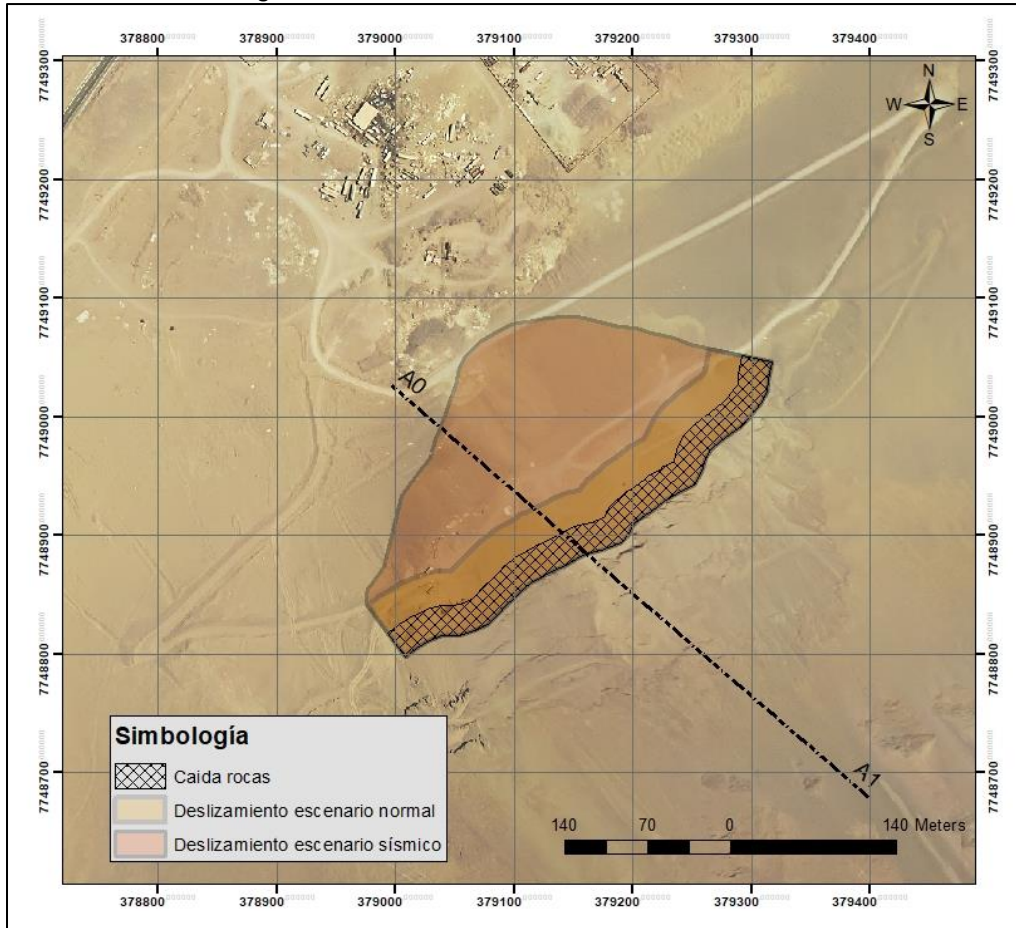 378800 378900 379000 379100 379200 379300 379400
7749300
7749200
7749100
7749000
7748900
7748800
7748700
7749300
7749200
7749100
7749000
7748900
7748800
7748700
N
W E
S
A0
A1
Simbología
Caida rocas
Deslizamiento escenario normal
Deslizamiento escenario sísmico
140 70 0 140 Meters
378800 378900 379000 379100 379200 379300 379400